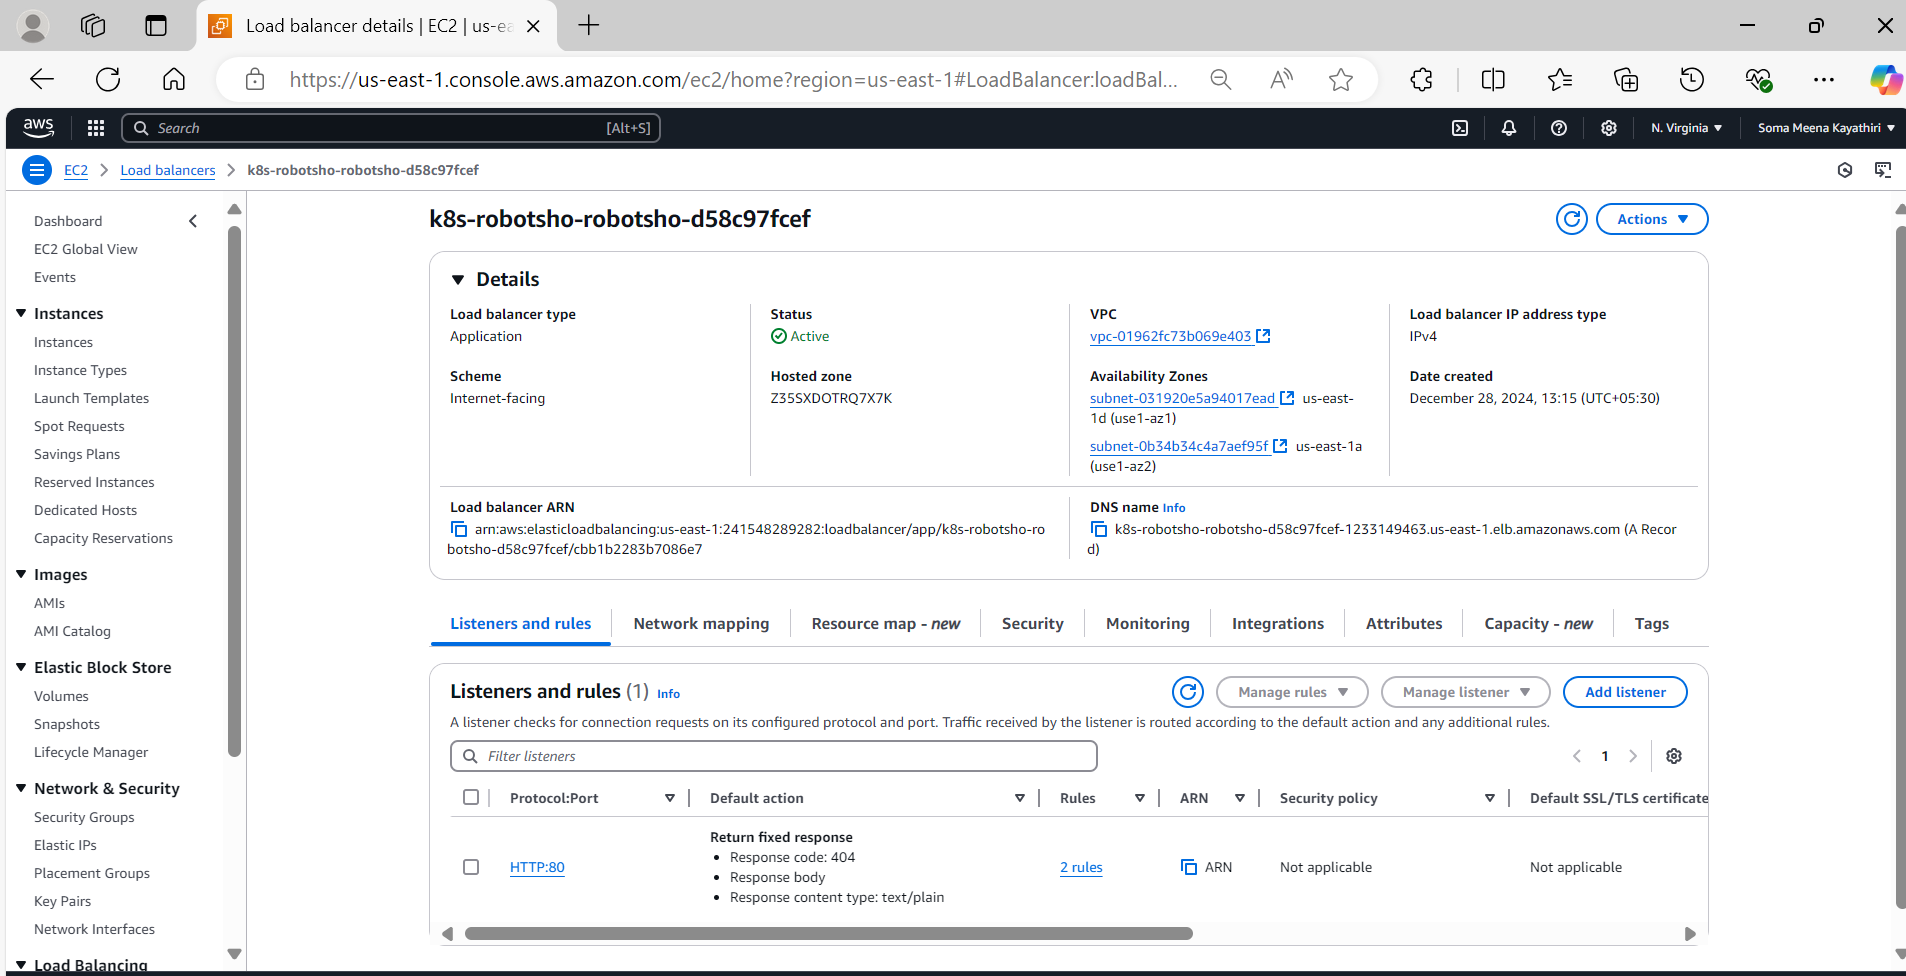 Load balancer details | EC2 | us-ea
https://us-east-1.console.aws.amazon.com/ec2/home?region=us-east-1#LoadBalancer:loadBal...
aws
Search
[Alt+S]
N. Virginia
Soma Meena Kayathiri
EC2
Load balancers
k8s-robotsho-robotsho-d58c97fcef
Dashboard
EC2 Global View
Events
Instances
Instances
Instance Types
Launch Templates
Spot Requests
Savings Plans
Reserved Instances
Dedicated Hosts
Capacity Reservations
Images
AMIs
AMI Catalog
Elastic Block Store
Volumes
Snapshots
Lifecycle Manager
Network & Security
Security Groups
Elastic IPs
Placement Groups
Key Pairs
Network Interfaces
Load Balancing
k8s-robotsho-robotsho-d58c97fcef
Actions
Details
Load balancer type
Application
Status
Active
VPC
vpc-01962fc73b069e403
Load balancer IP address type
IPv4
Scheme
Internet-facing
Hosted zone
Z35SXDOTRQ7X7K
Availability Zones
subnet-031920e5a94017ead us-east-
1d (use1-az1)
subnet-0b34b34c4a7aef95f us-east-1a
(use1-az2)
Date created
December 28, 2024, 13:15 (UTC+05:30)
Load balancer ARN
arn:aws:elasticloadbalancing:us-east-1:241548289282:loadbalancer/app/k8s-robotsho-ro
botsho-d58c97fcef/cbb1b2283b7086e7
DNS name Info
k8s-robotsho-robotsho-d58c97fcef-1233149463.us-east-1.elb.amazonaws.com (A Recor
d)
Listeners and rules
Network mapping
Resource map - new
Security
Monitoring
Integrations
Attributes
Capacity - new
Tags
Listeners and rules (1) Info
Manage rules
Manage listener
Add listener
A listener checks for connection requests on its configured protocol and port. Traffic received by the listener is routed according to the default action and any additional rules.
Filter listeners
1
Protocol:Port
Default action
Rules
ARN
Security policy
Default SSL/TLS certificate
HTTP:80
Return fixed response
• Response code: 404
• Response body
• Response content type: text/plain
2 rules
ARN
Not applicable
Not applicable